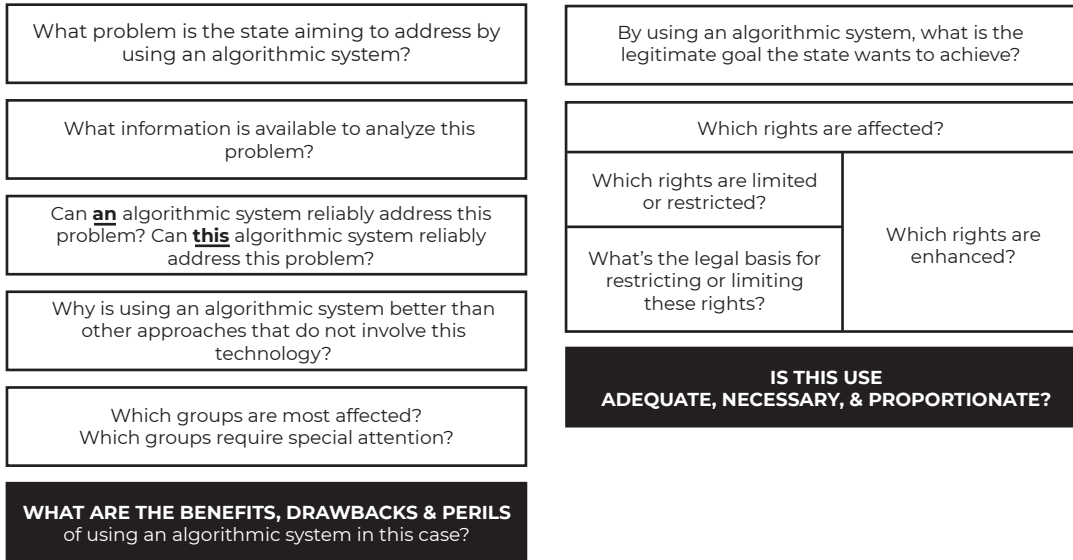 What problem is the state aiming to address by
using an algorithmic system?
What information is available to analyze this
problem?
Can an algorithmic system reliably address this
problem? Can this algorithmic system reliably
address this problem?
Why is using an algorithmic system better than
other approaches that do not involve this
technology?
Which groups are most affected?
Which groups require special attention?
WHAT ARE THE BENEFITS, DRAWBACKS & PERILS
of using an algorithmic system in this case?
By using an algorithmic system, what is the
legitimate goal the state wants to achieve?
Which rights are affected?
Which rights are limited
or restricted?
What's the legal basis for
restricting or limiting
these rights?
Which rights are
enhanced?
IS THIS USE
ADEQUATE, NECESSARY, & PROPORTIONATE?